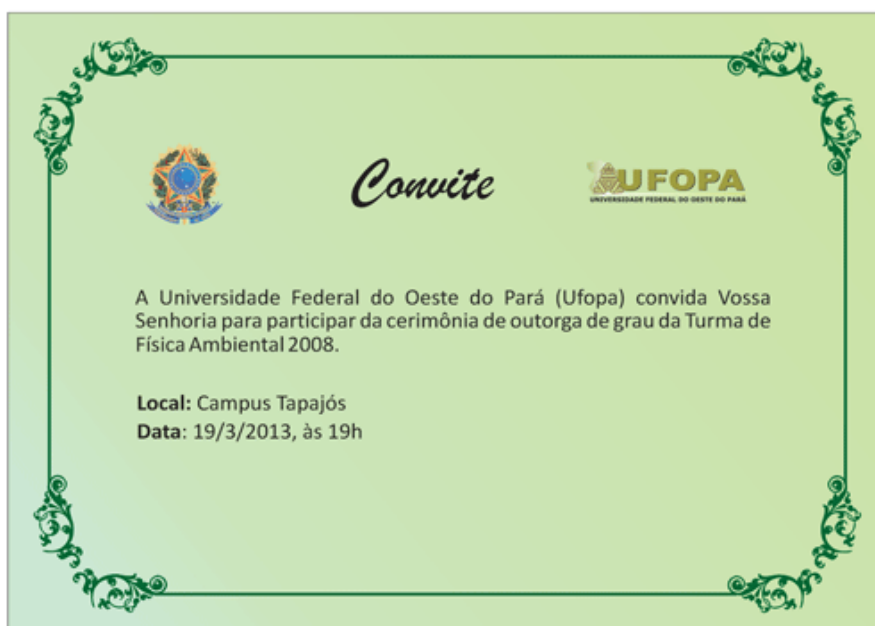 Convite
UFOPA
UNIVERSIDADE FEDERAL DO OESTE DO PARÁ
A Universidade Federal do Oeste do Pará (Ufopa) convida Vossa
Senhoria para participar da cerimônia de outorga de grau da Turma de
Física Ambiental 2008.
Local: Campus Tapajós
Data: 19/3/2013, às 19h